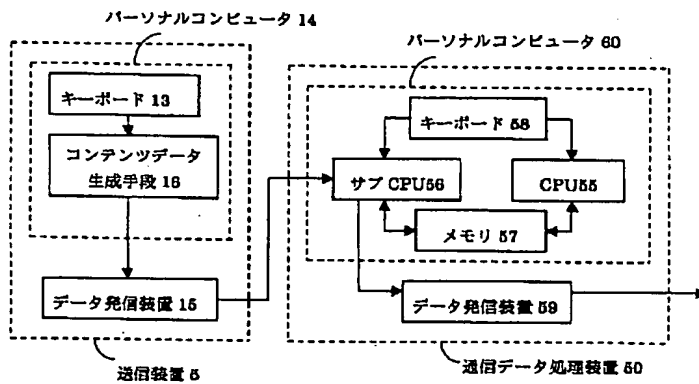 パーソナルコンピュータ 14
パーソナルコンピュータ 60
キーボード 13
コンテンツデータ
生成手段 16
データ発信装置 15
送信装置 5
キーボード 58
サブ CPU56
CPU55
メモリ 57
データ発信装置 59
通信データ処理装置 50